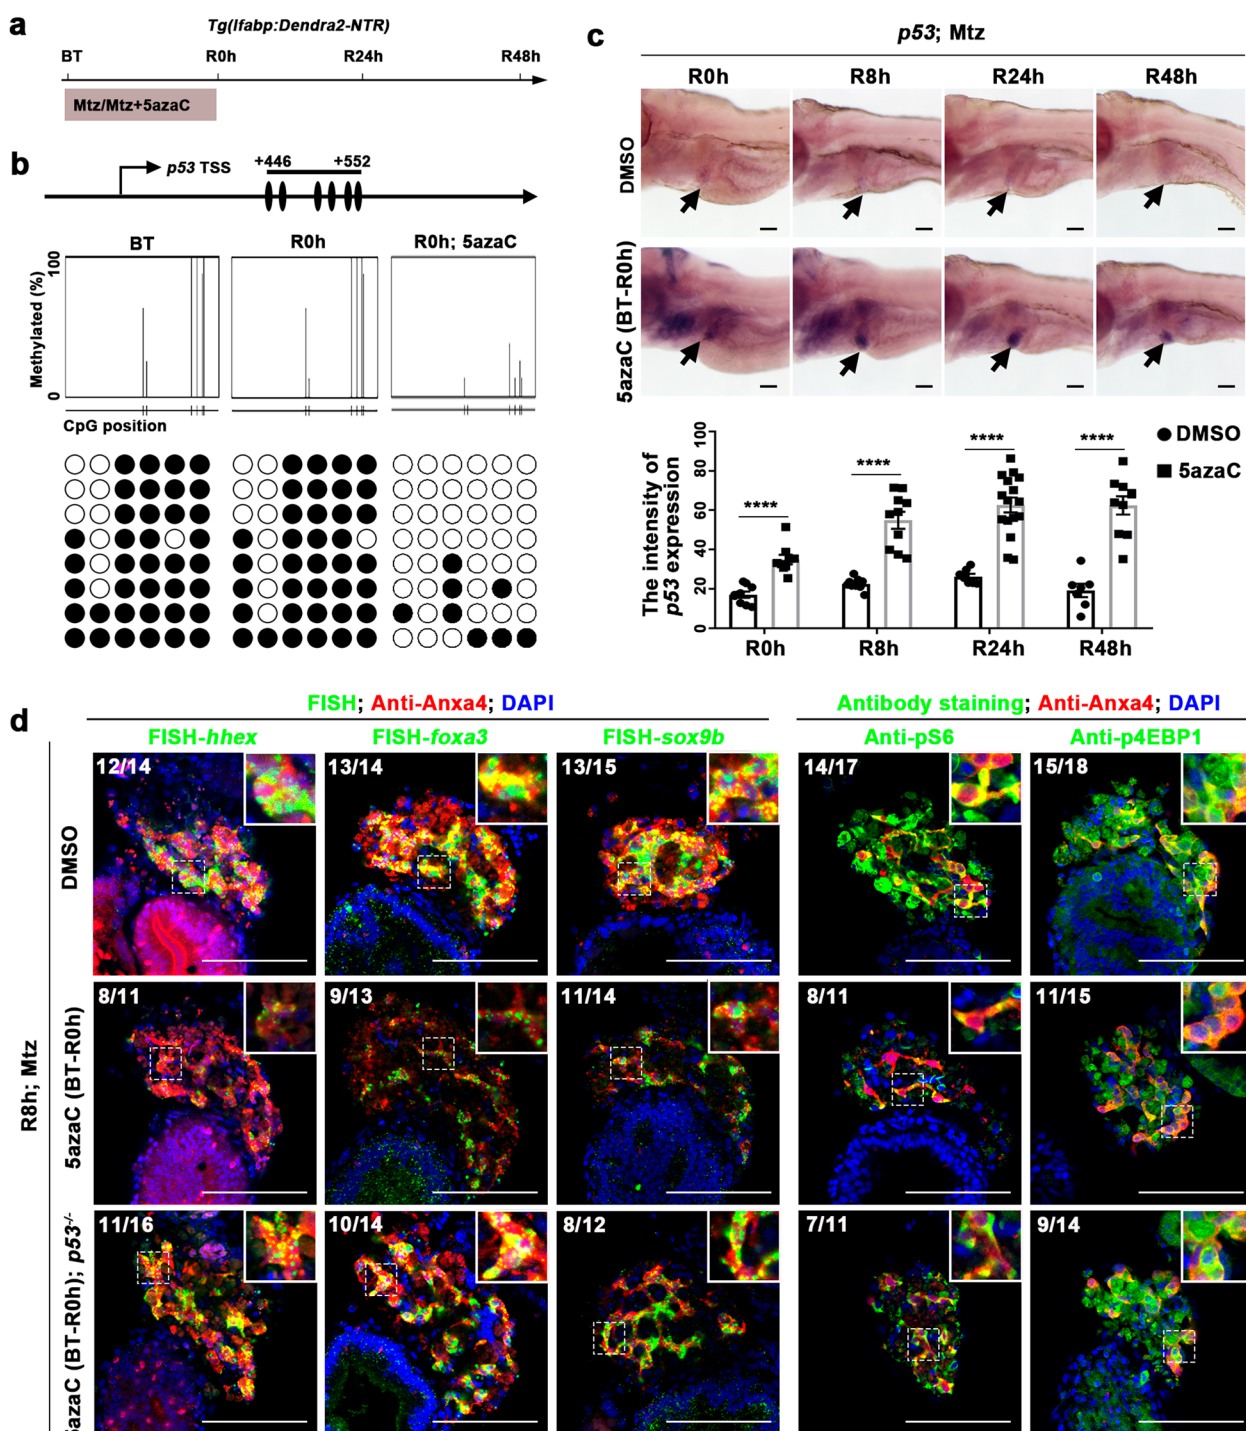 a
Tg(lfabp:Dendra2-NTR)
BT R0h R24h R48h
Mtz/Mtz+5azaC
b
p53 TSS +446 +552
BT R0h R0h; 5azaC
Methylated (%)
100
0
CpG position
c
p53; Mtz
R0h R8h R24h R48h
DMSO
5azaC (BT-R0h)
The intensity of
p53 expression
100
80
60
40
20
0
**** **** **** ****
DMSO
5azaC
R0h R8h R24h R48h
d
FISH; Anti-Anxa4; DAPI
Antibody staining; Anti-Anxa4; DAPI
FISH-hhex FISH-foxa3 FISH-sox9b Anti-pS6 Anti-p4EBP1
R8h; Mtz
DMSO
12/14 13/14 13/15 14/17 15/18
5azaC (BT-R0h)
8/11 9/13 11/14 8/11 11/15
5azaC (BT-R0h); p53-/-
11/16 10/14 8/12 7/11 9/14